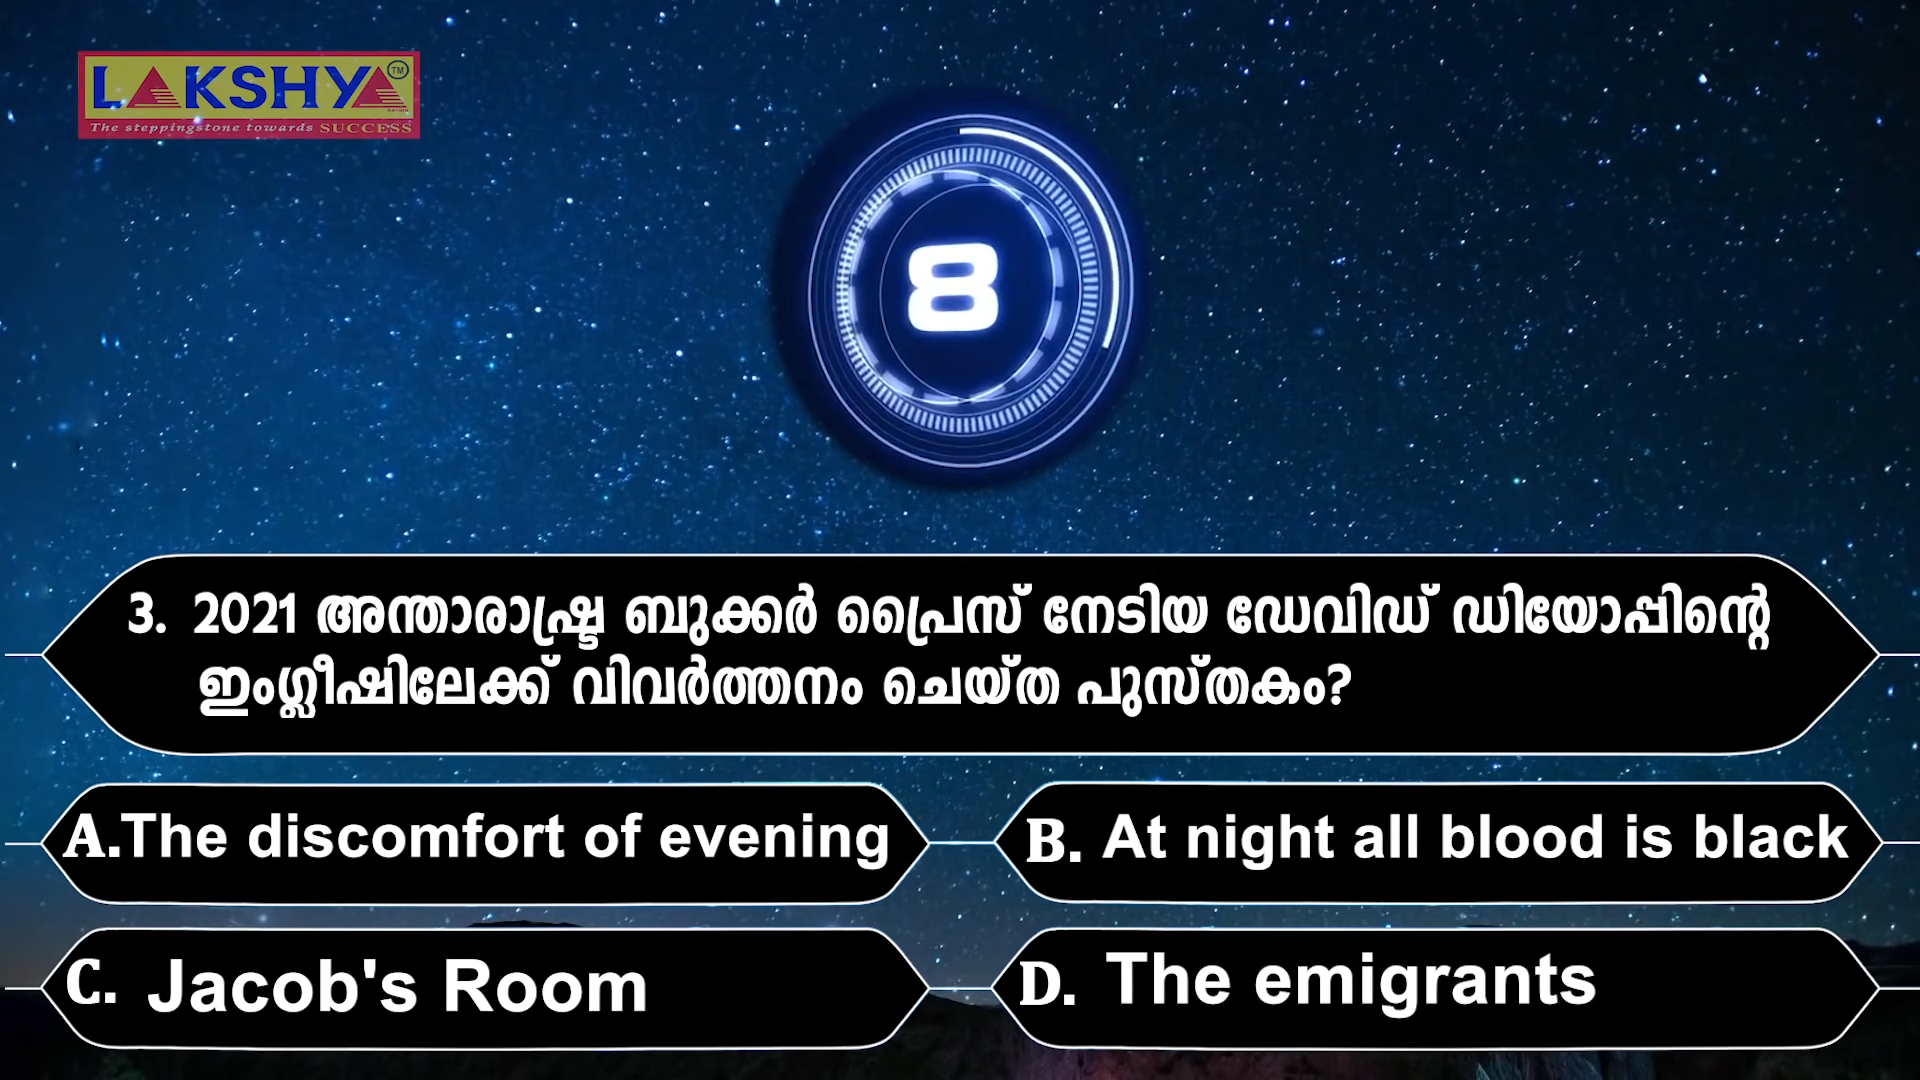 LAKSHYA TM
The steppingstone towards SUCCESS
8
3. 2021 അന്താരാഷ്ട്ര ബുക്കർ പ്രൈസ് നേടിയ ഡേവിഡ് ഡിയോപ്പിന്റെ
ഇംഗ്ലീഷിലേക്ക് വിവർത്തനം ചെയ്ത പുസ്തകം?
A.The discomfort of evening
B. At night all blood is black
C. Jacob's Room
D. The emigrants